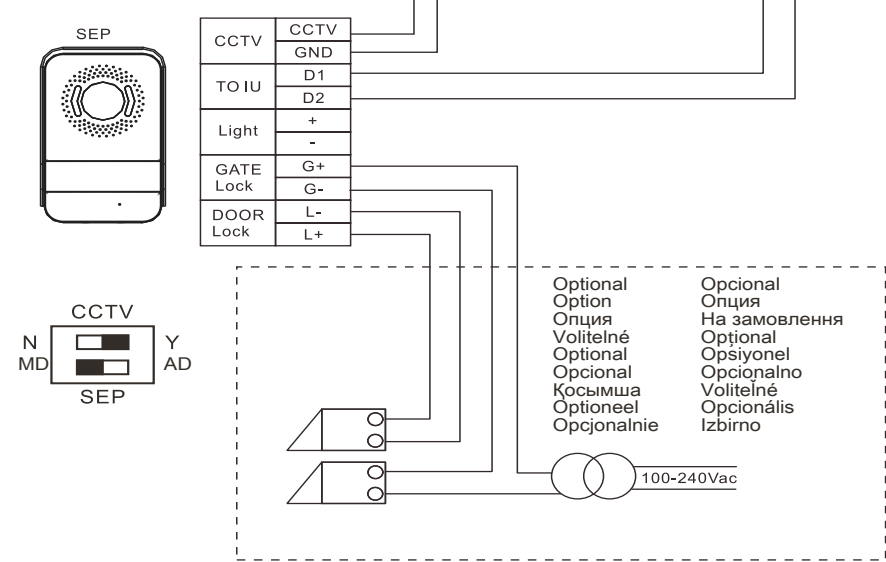 SEP
CCTV
CCTV
GND
TO IU
D1
D2
Light
+
-
GATE
Lock
G+
G-
DOOR
Lock
L-
L+
CCTV
N
Y
MD
AD
SEP
Optional
Option
Опция
Volitelné
Optional
Opcional
Қосымша
Optioneel
Opcjonalnie
Opcional
Опция
На замовлення
Opțional
Opsiyonel
Opcionalno
Voliteľné
Opcionális
Izbirno
100-240Vac